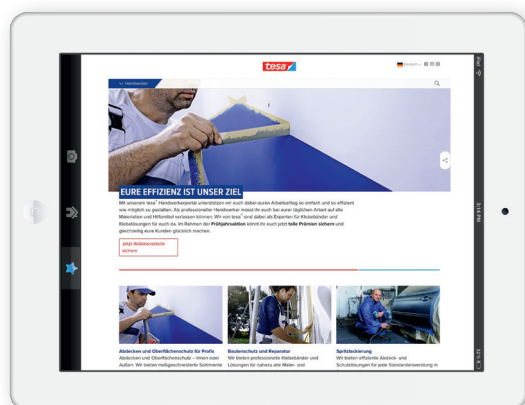 tesa
Deutsch
Handwerker
EURE EFFIZIENZ IST UNSER ZIEL
Mit unserem tesa® Handwerkerportal unterstützen wir euch dabei euren Arbeitsalltag so einfach und so effizient
wie möglich zu gestalten. Als professioneller Handwerker müsst ihr euch bei eurer täglichen Arbeit auf alle
Materialien und Hilfsmittel verlassen können. Wir von tesa® sind dabei als Experten für Klebebänder und
Klebelösungen für euch da. Im Rahmen der Frühjahrsaktion könnt ihr euch jetzt tolle Prämien sichern und
gleichzeitig eure Kunden glücklich machen.
Jetzt Aktionsvorteile
sichern
Abdecken und Oberflächenschutz für Profis
Abdecken und Oberflächenschutz – Innen oder
Außen. Wir bieten maßgeschneiderte Sortimente
Bautenschutz und Reparatur
Wir bieten professionelle Klebebänder und
Lösungen für nahezu alle Maler- und
Spritzlackierung
Wir bieten effiziente Abdeck- und
Schutzlösungen für jede Standardanwendung in
iPad
3:14 PM